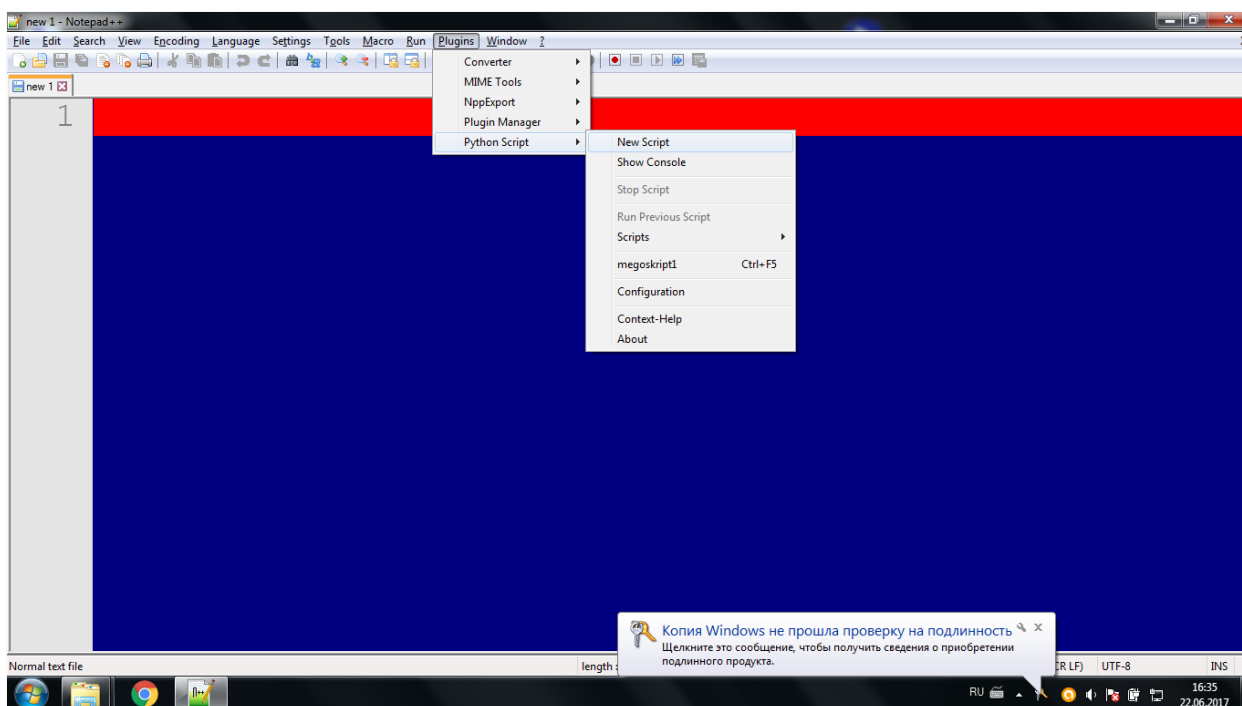 new 1 - Notepad++
File Edit Search View Encoding Language Settings Tools Macro Run Plugins Window ?
new 1
1
Converter
MIME Tools
NppExport
Plugin Manager
Python Script
New Script
Show Console
Stop Script
Run Previous Script
Scripts
megoskript1 Ctrl+F5
Configuration
Context-Help
About
Копия Windows не прошла проверку на подлинность
Щелкните это сообщение, чтобы получить сведения о приобретении
подлинного продукта.
Normal text file length : CR LF) UTF-8 INS
RU 16:35
22.06.2017